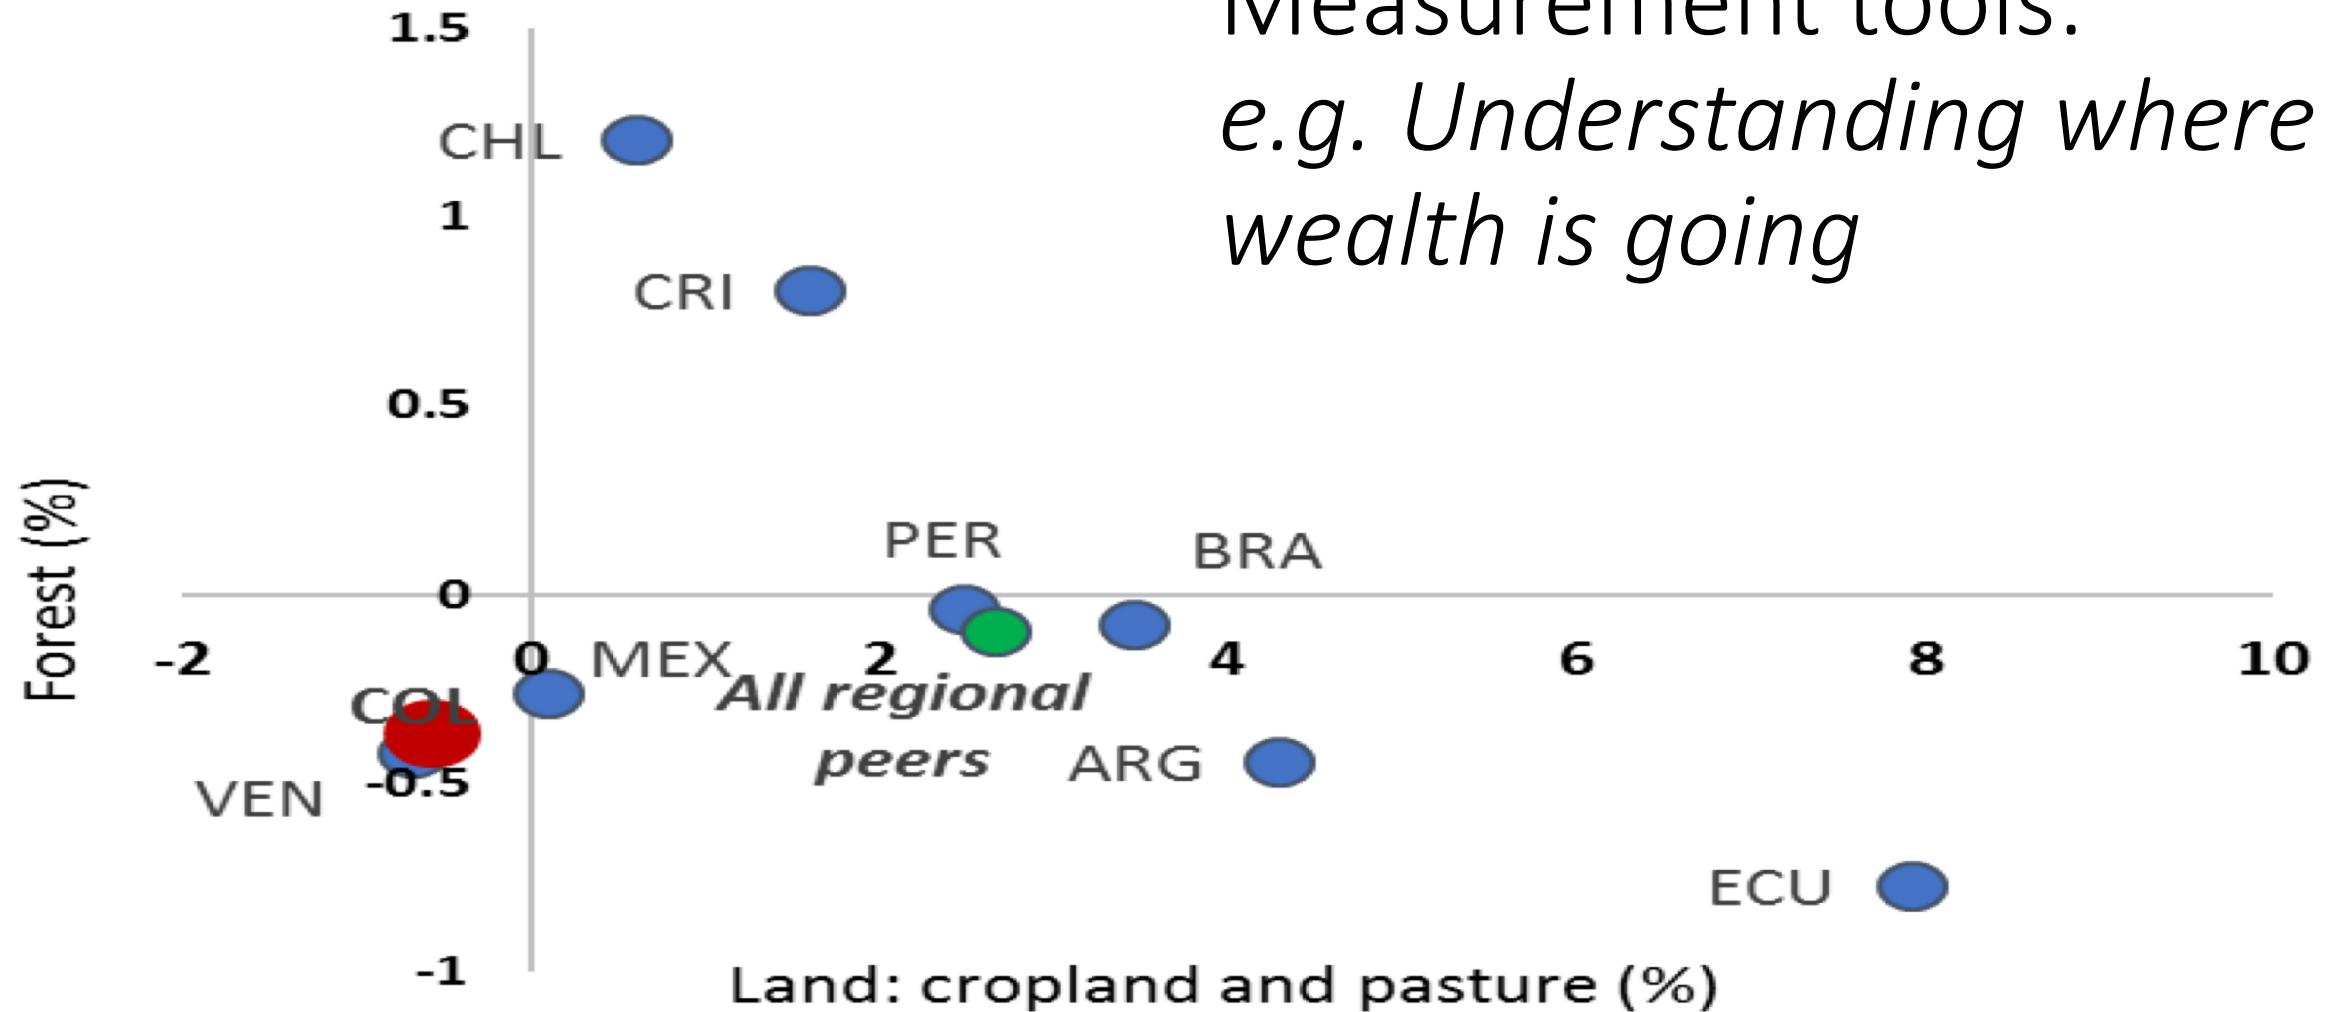 Measurement tools:
e.g. Understanding where
wealth is going
1.5
CHL
1
CRI
0.5
Forest (%)
PER
BRA
0
-2
0
MEX
2
4
6
8
10
COL
All regional
peers
ARG
-0.5
VEN
ECU
-1
Land: cropland and pasture (%)